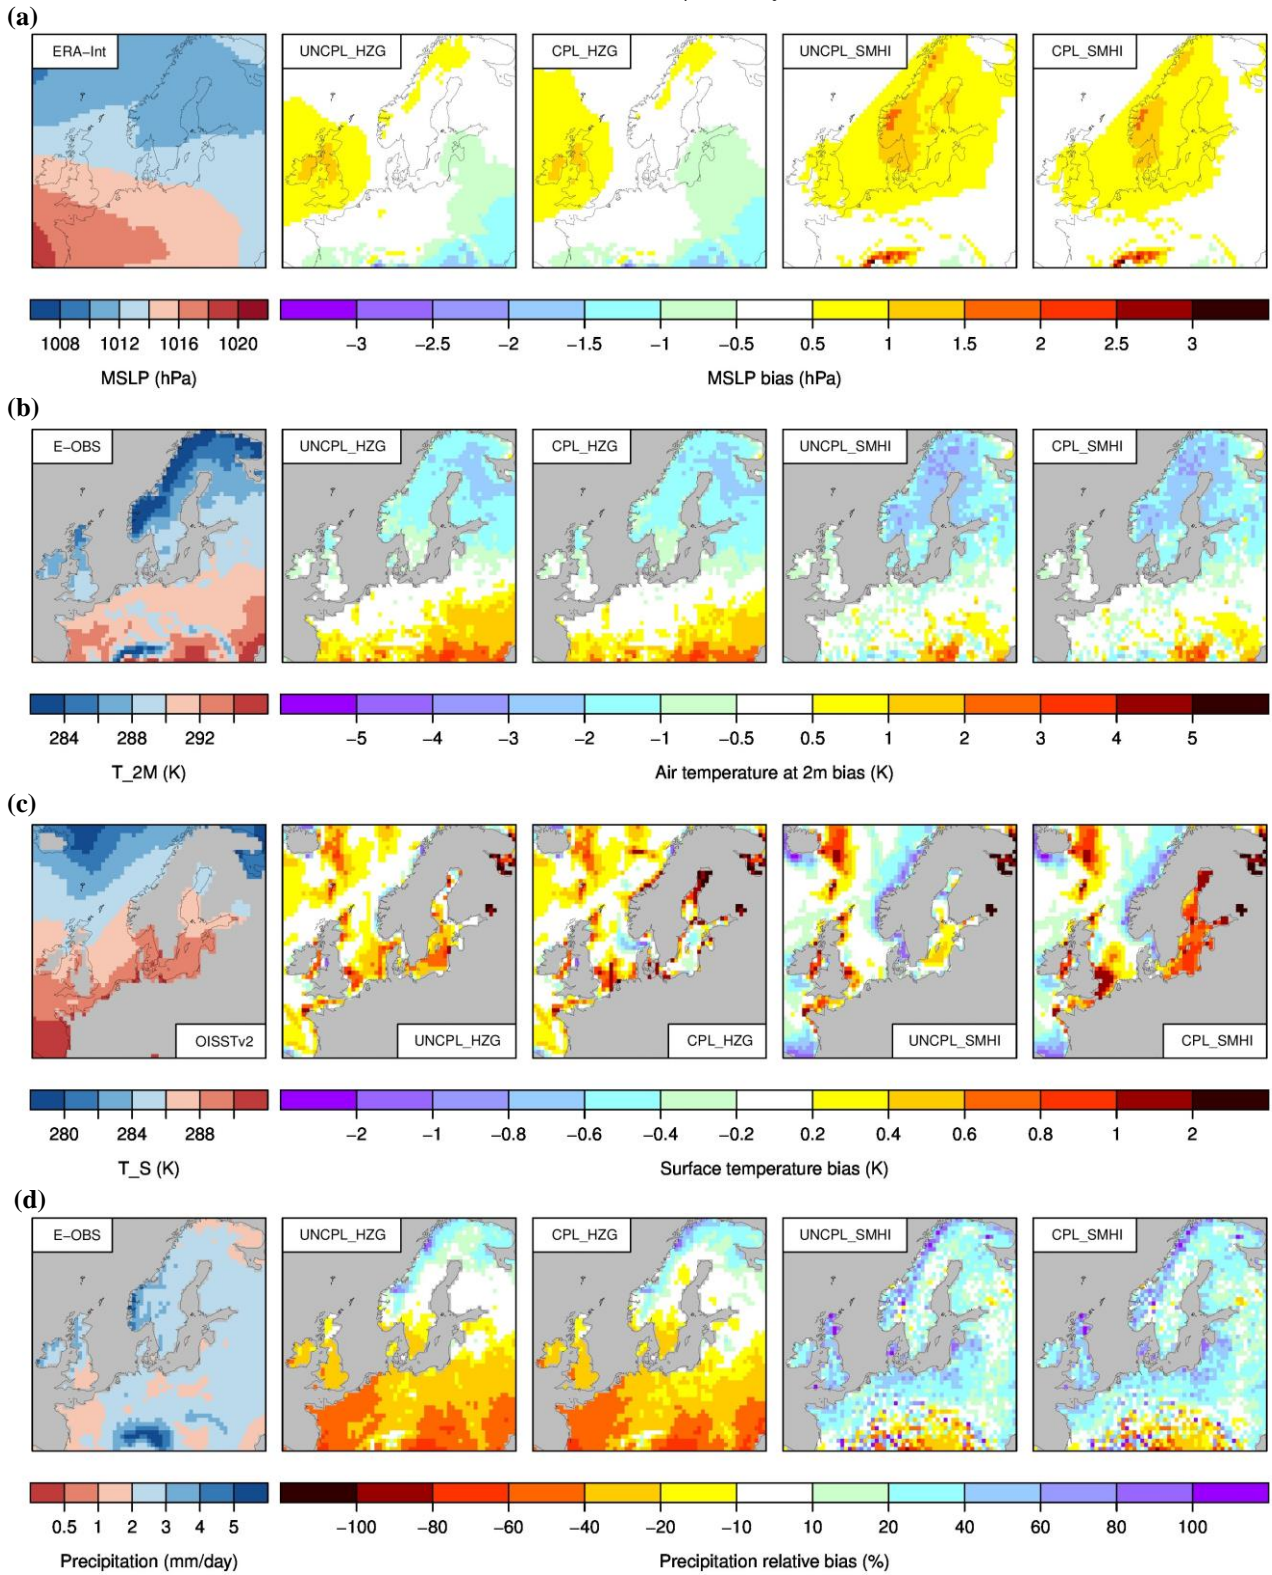 (a)
ERA-Int UNCPL_HZG CPL_HZG UNCPL_SMHI CPL_SMHI
1008 1012 1016 1020 −3 −2.5 −2 −1.5 −1 −0.5 0.5 1 1.5 2 2.5 3
MSLP (hPa) MSLP bias (hPa)
(b)
E-OBS UNCPL_HZG CPL_HZG UNCPL_SMHI CPL_SMHI
284 288 292 −5 −4 −3 −2 −1 −0.5 0.5 1 2 3 4 5
T_2M (K) Air temperature at 2m bias (K)
(c)
OISSTv2 UNCPL_HZG CPL_HZG UNCPL_SMHI CPL_SMHI
280 284 288 −2 −1 −0.8 −0.6 −0.4 −0.2 0.2 0.4 0.6 0.8 1 2
T_S (K) Surface temperature bias (K)
(d)
E-OBS UNCPL_HZG CPL_HZG UNCPL_SMHI CPL_SMHI
0.5 1 2 3 4 5 −100 −80 −60 −40 −20 −10 10 20 40 60 80 100
Precipitation (mm/day) Precipitation relative bias (%)